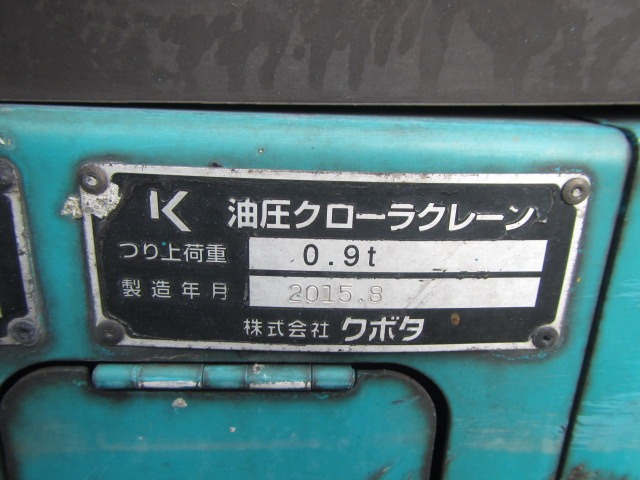 K 油圧クローラクレーン
つり上荷重 0.9t
製造年月 2015.8
株式会社 クボタ